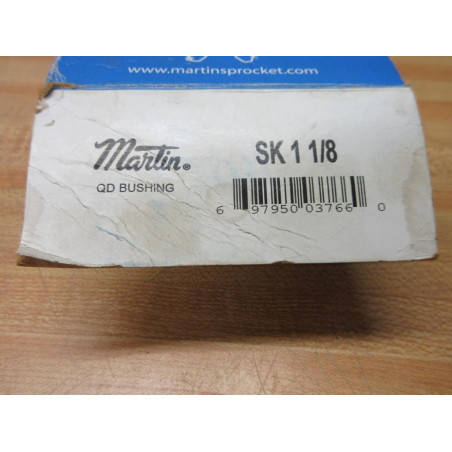 www.martinsprocket.com
Martin®
SK 1 1/8
QD BUSHING
6 97950 03766 0